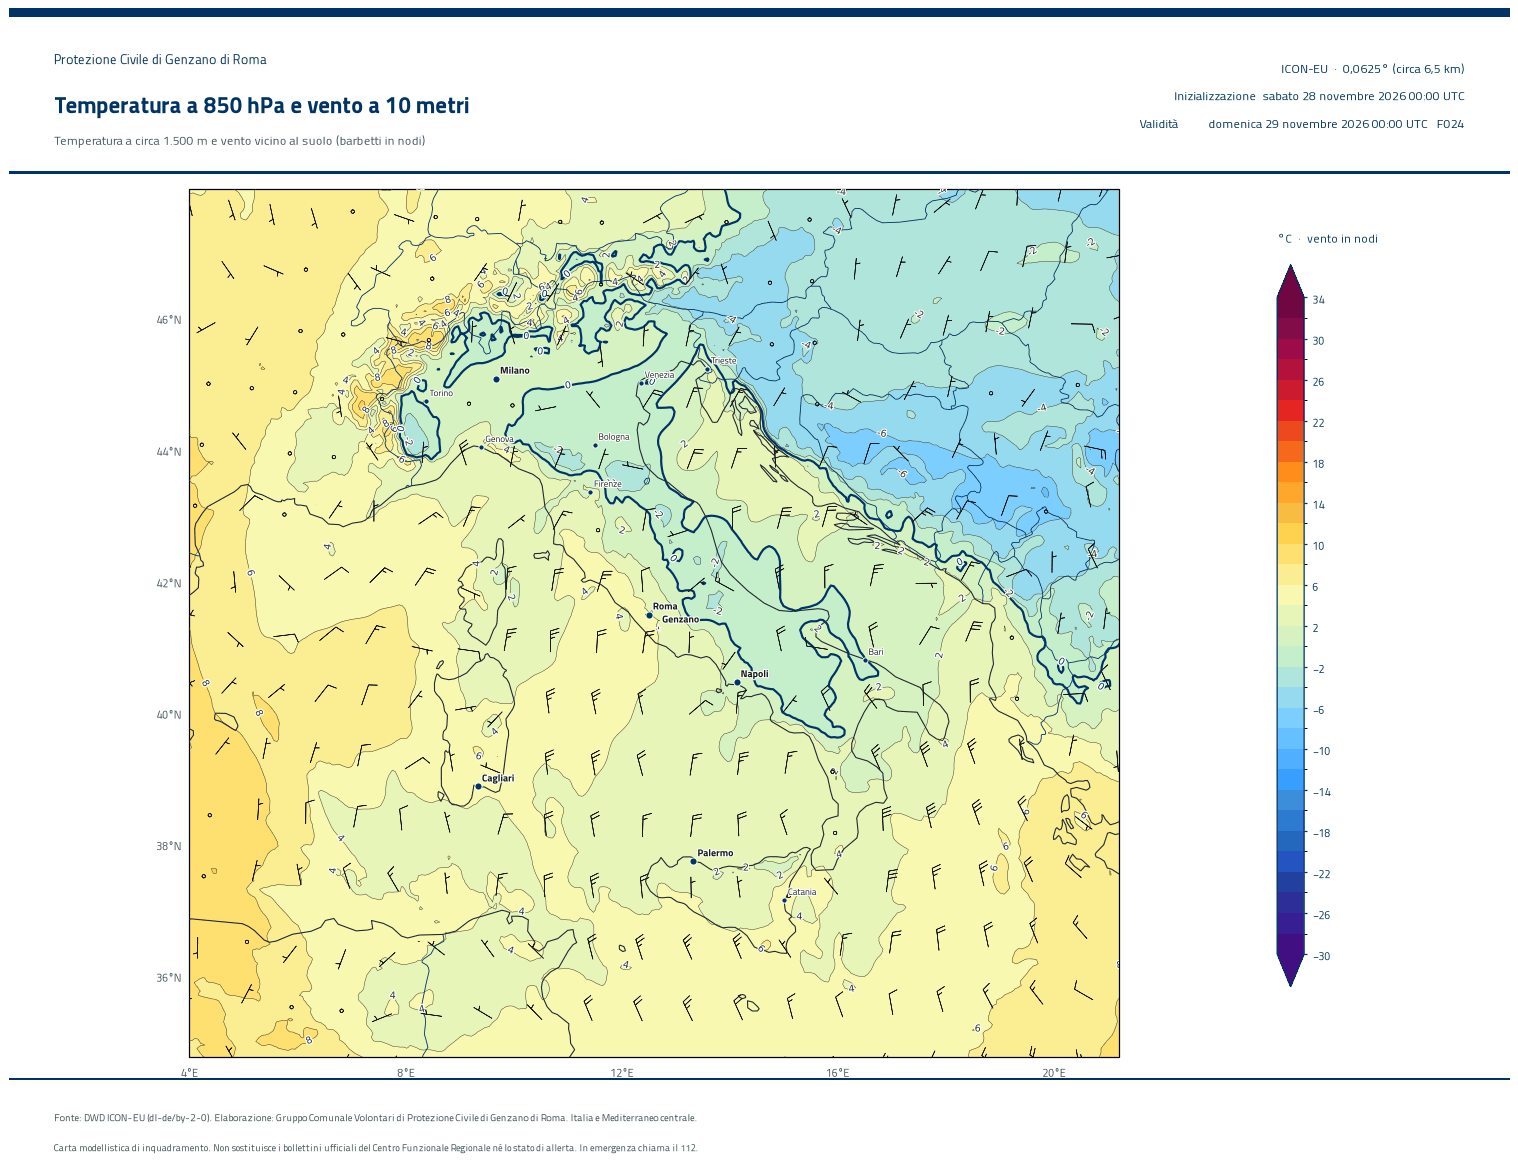 Protezione Civile di Genzano di Roma
Temperatura a 850 hPa e vento a 10 metri
Temperatura a circa 1.500 m e vento vicino al suolo (barbetti in nodi)
ICON-EU · 0,0625° (circa 6,5 km)
Inizializzazione sabato 28 novembre 2026 00:00 UTC
Validità domenica 29 novembre 2026 00:00 UTC F024
°C · vento in nodi
34
30
26
22
18
14
10
6
2
−2
−6
−10
−14
−18
−22
−26
−30
46°N
44°N
42°N
40°N
38°N
36°N
4°E
8°E
12°E
16°E
20°E
Milano
Torino
Venezia
Trieste
Genova
Bologna
Firenze
Roma
Genzano
Napoli
Bari
Cagliari
Palermo
Catania
Fonte: DWD ICON-EU (dl-de/by-2-0). Elaborazione: Gruppo Comunale Volontari di Protezione Civile di Genzano di Roma. Italia e Mediterraneo centrale.
Carta modellistica di inquadramento. Non sostituisce i bollettini ufficiali del Centro Funzionale Regionale né lo stato di allerta. In emergenza chiama il 112.